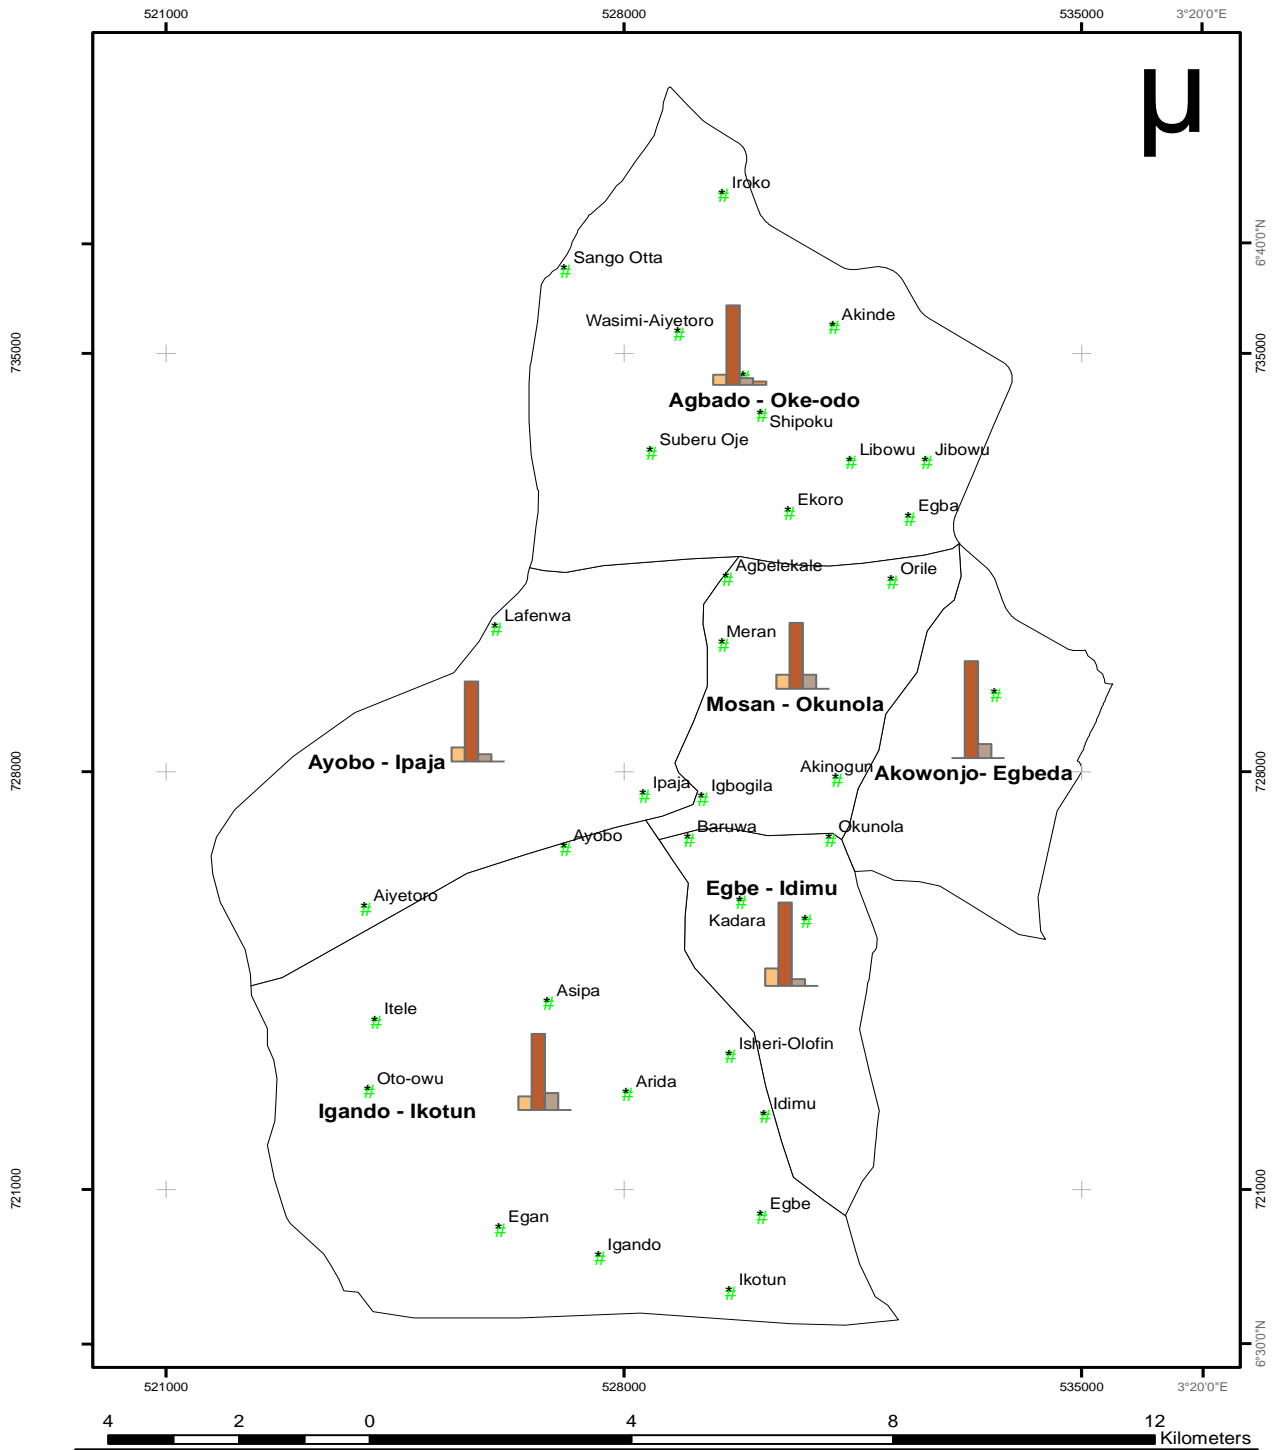 521000
528000
535000
3°20'0"E
µ
Iroko
6°40'0"N
Sango Otta
Wasimi-Aiyetoro
Akinde
735000
735000
Agbado - Oke-odo
Shipoku
Suberu Oje
Libowu
Jibowu
Ekoro
Egba
Agbelekale
Orile
Lafenwa
Meran
Mosan - Okunola
Ayobo - Ipaja
Akinogun
Akowonjo- Egbeda
728000
728000
Ipaja
Igbogila
Ayobo
Baruwa
Okunola
Egbe - Idimu
Aiyetoro
Kadara
Asipa
Itele
Isheri-Olofin
Oto-owu
Arida
Igando - Ikotun
Idimu
721000
721000
Egbe
Egan
Igando
Ikotun
6°30'0"N
521000
528000
535000
3°20'0"E
4
2
0
4
8
12
Kilometers